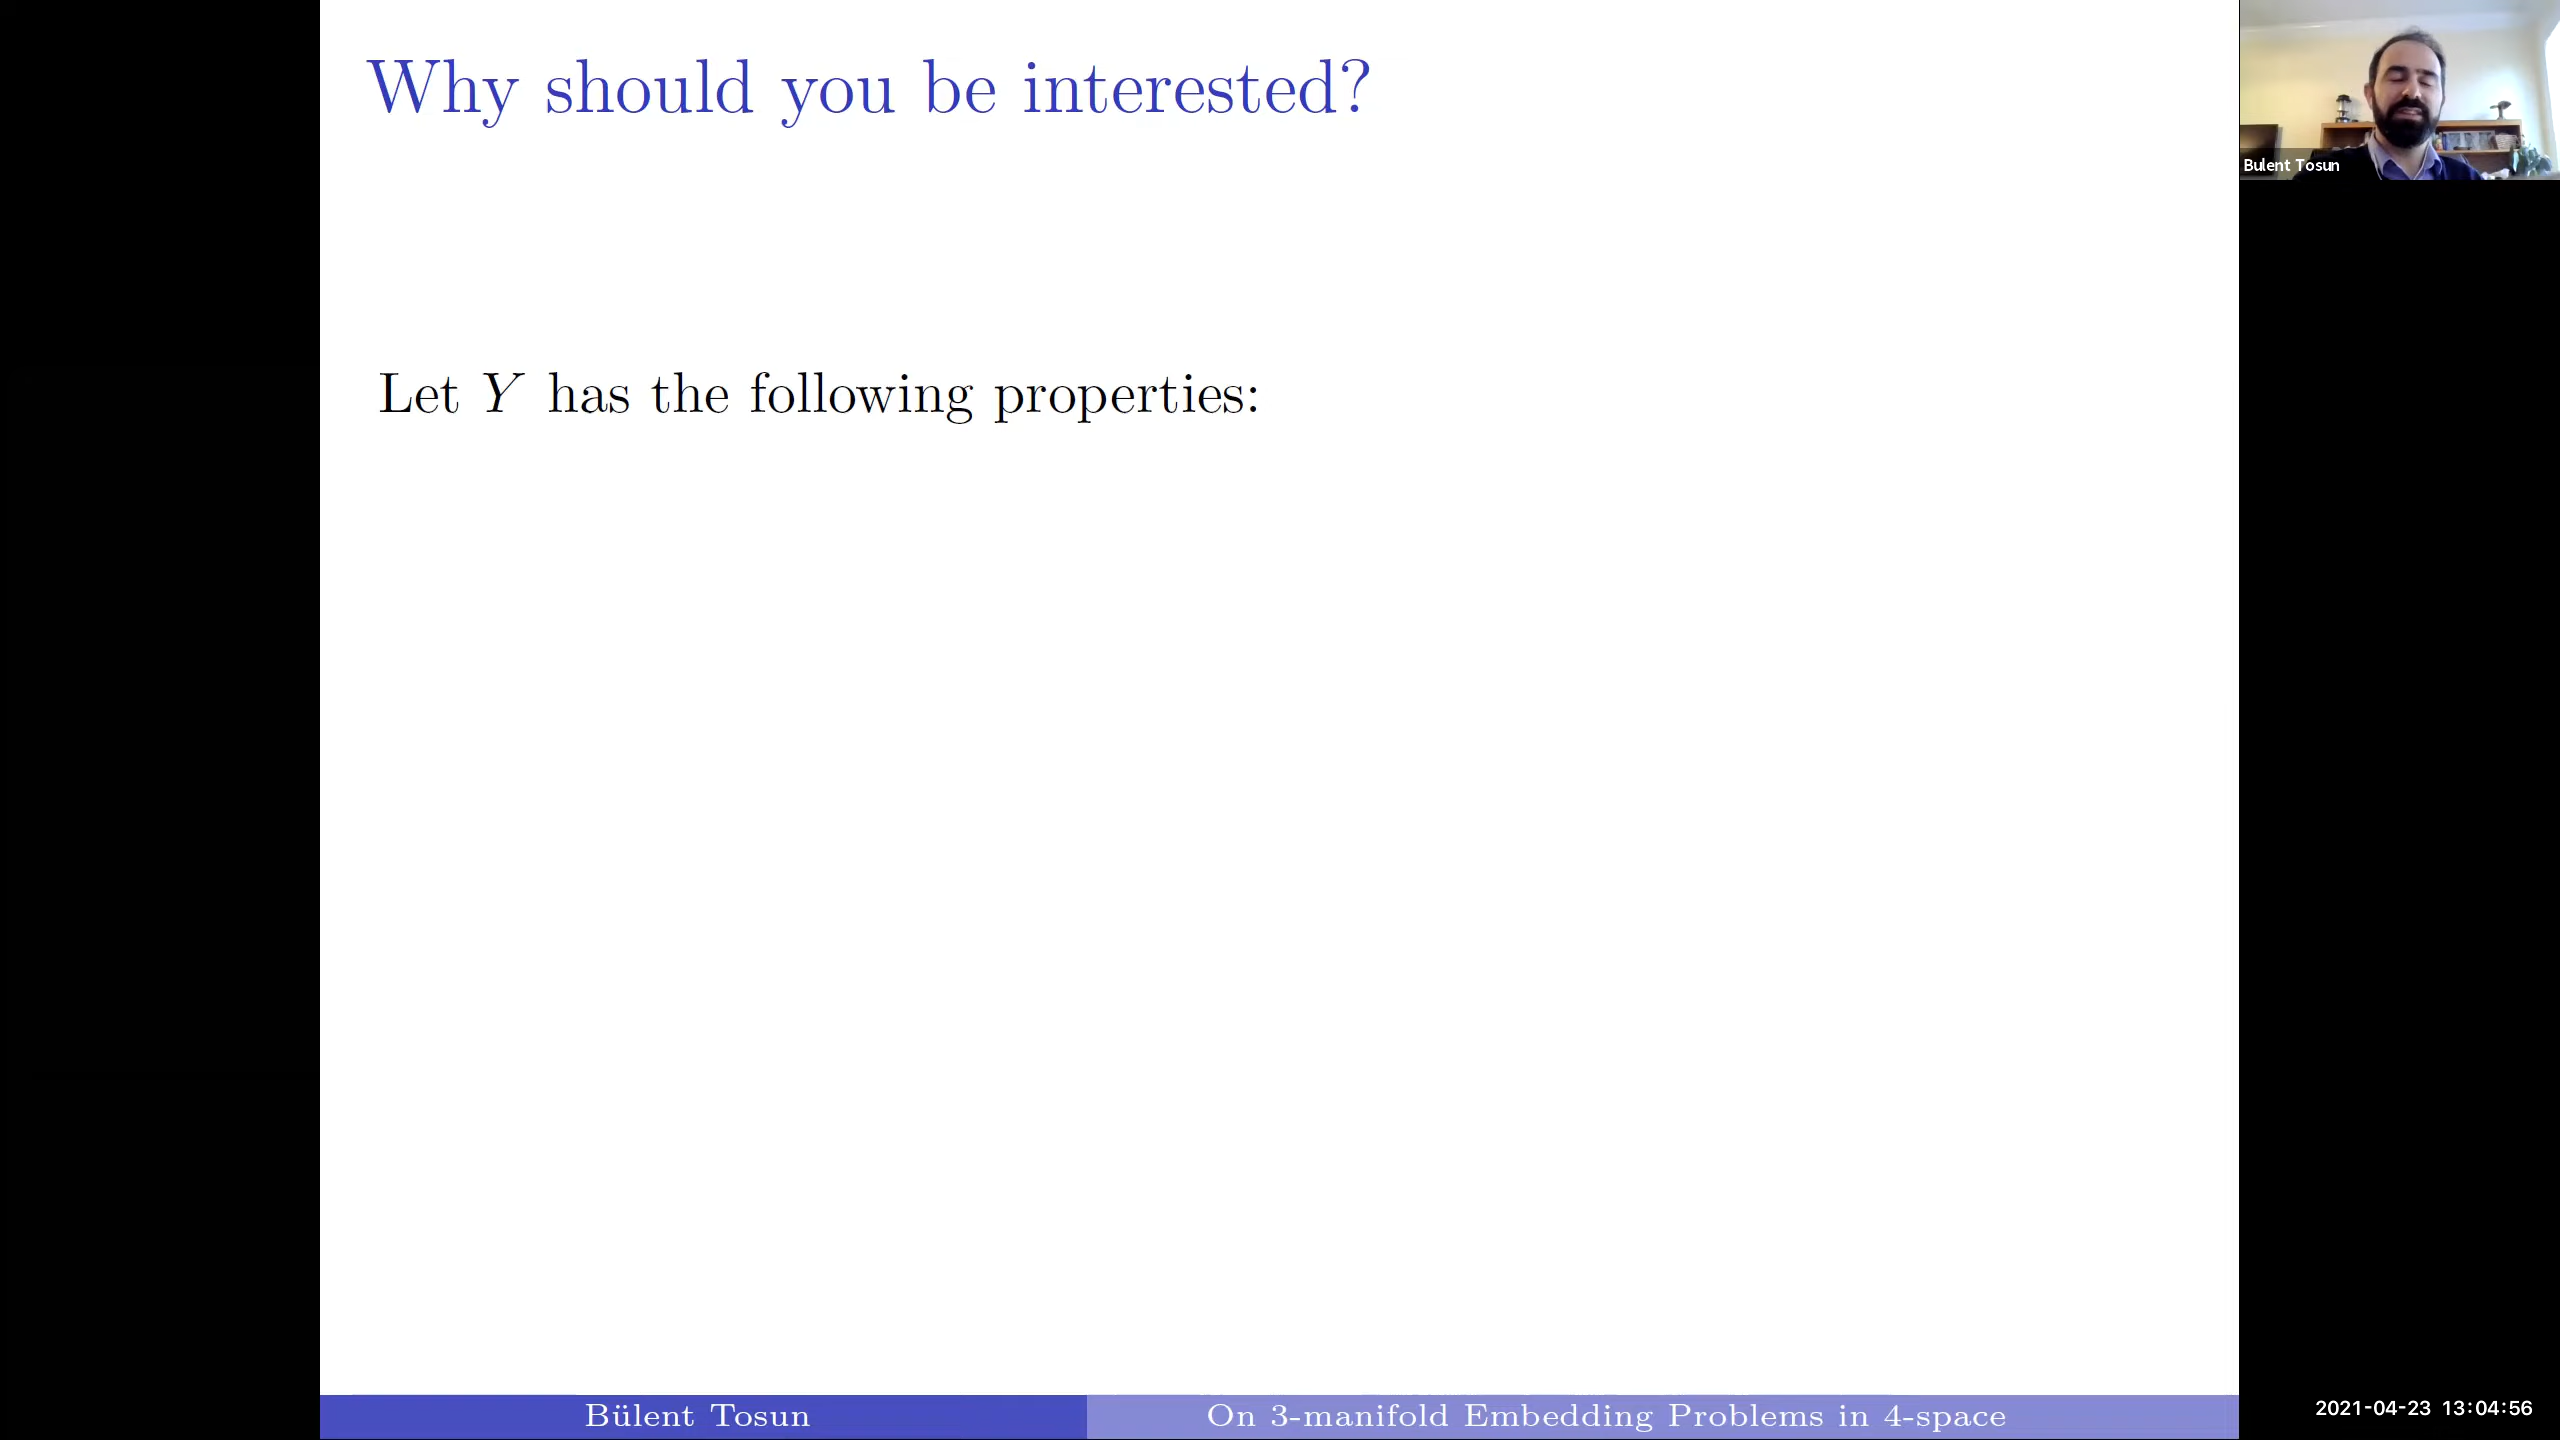 Why should you be interested?
Bulent Tosun
Let Y has the following properties:
Bülent Tosun
On 3-manifold Embedding Problems in 4-space
2021-04-23 13:04:56